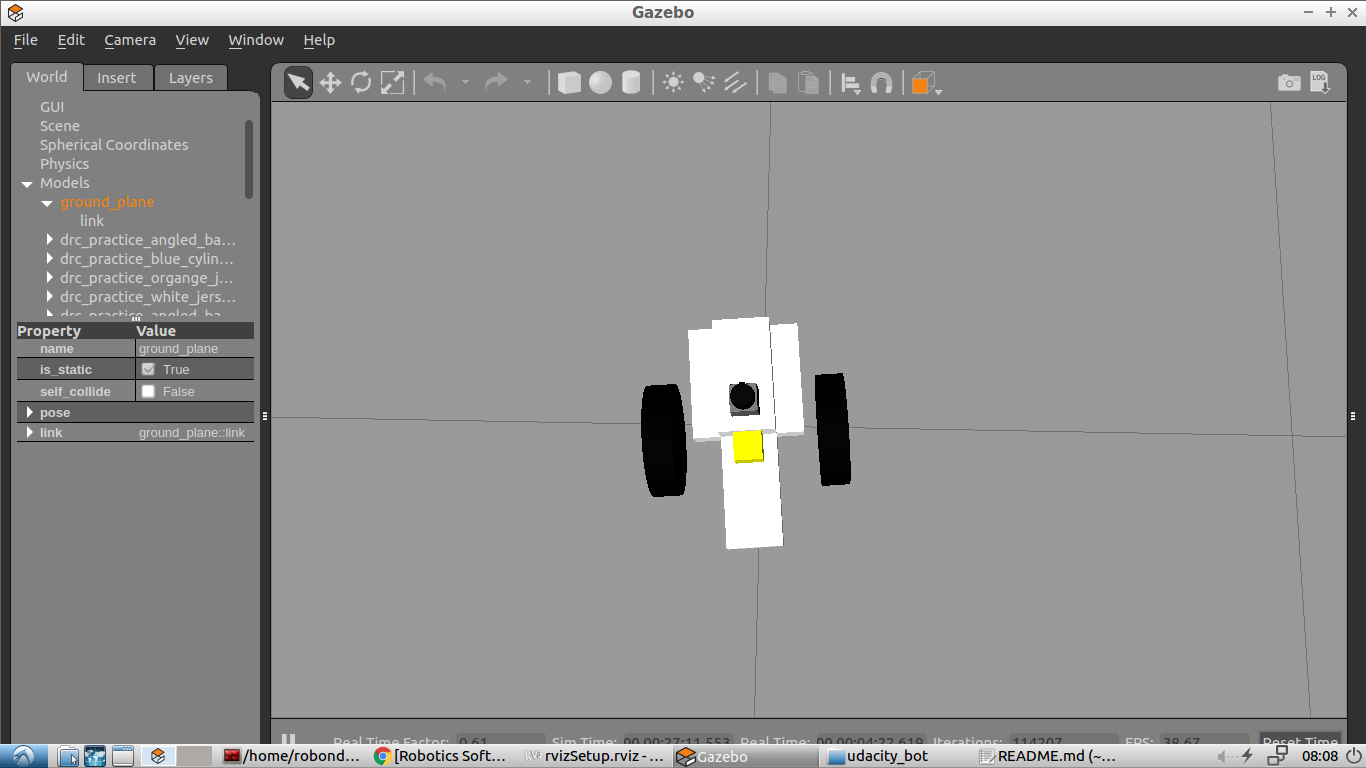 Gazebo
File Edit Camera View Window Help
World Insert Layers
LOG
GUI
Scene
Spherical Coordinates
Physics
Models
ground_plane
link
drc_practice_angled_ba...
drc_practice_blue_cylin...
drc_practice_organge_j...
drc_practice_white_jers...
drc_practice_angled_ba...
Property Value
name ground_plane
is_static True
self_collide False
pose
link ground_plane::link
Real Time Factor: 0.61 Sim Time: 00 00:27:11.553 Real Time: 00 00:04:22.619 Iterations: 114207 FPS: 38.67 Reset Time
/home/robond... [Robotics Soft... rvizSetup.rviz - ... Gazebo udacity_bot README.md (~... 08:08